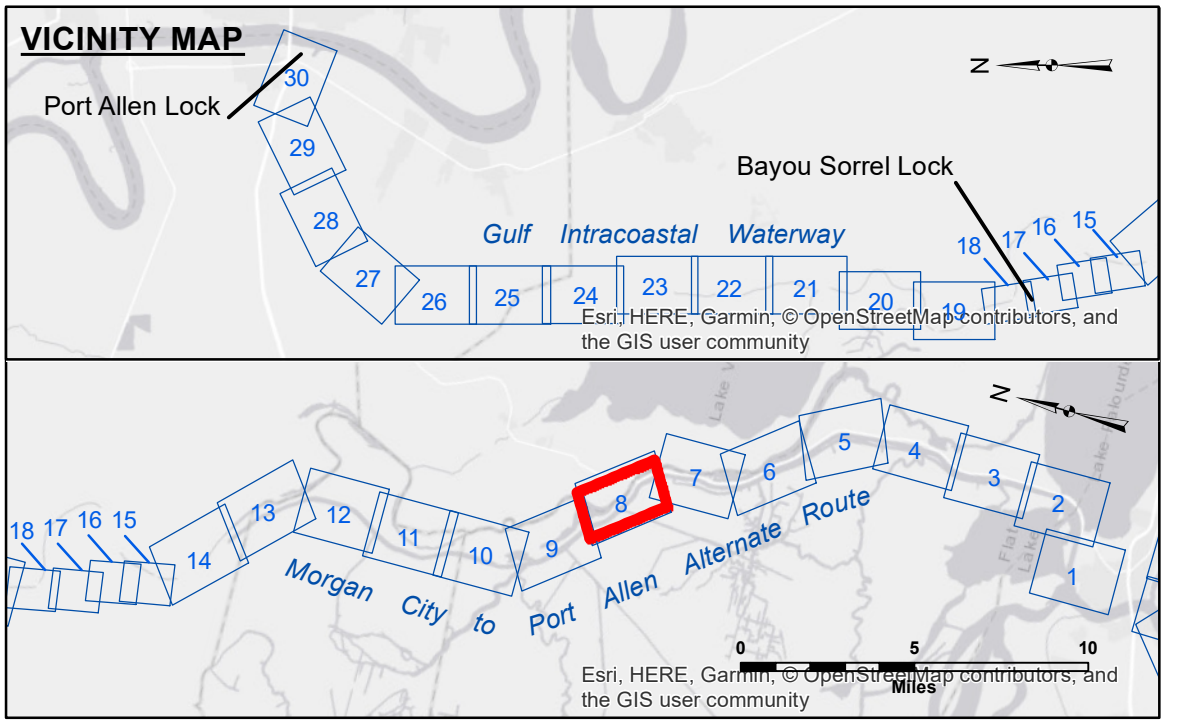 VICINITY MAP
N
30
Port Allen Lock
29
Bayou Sorrel Lock
28
Gulf Intracoastal Waterway
18
17
16
15
27
26
25
24
23
22
21
20
19
Esri, HERE, Garmin, © OpenStreetMap contributors, and
the GIS user community
N
Lake
5
4
7
6
3
8
2
13
12
18
17
16
15
11
10
9
14
1
Flat
Lake
Morgan City to Port Allen Alternate Route
0
5
10
Miles
Esri, HERE, Garmin, © OpenStreetMap contributors, and
the GIS user community